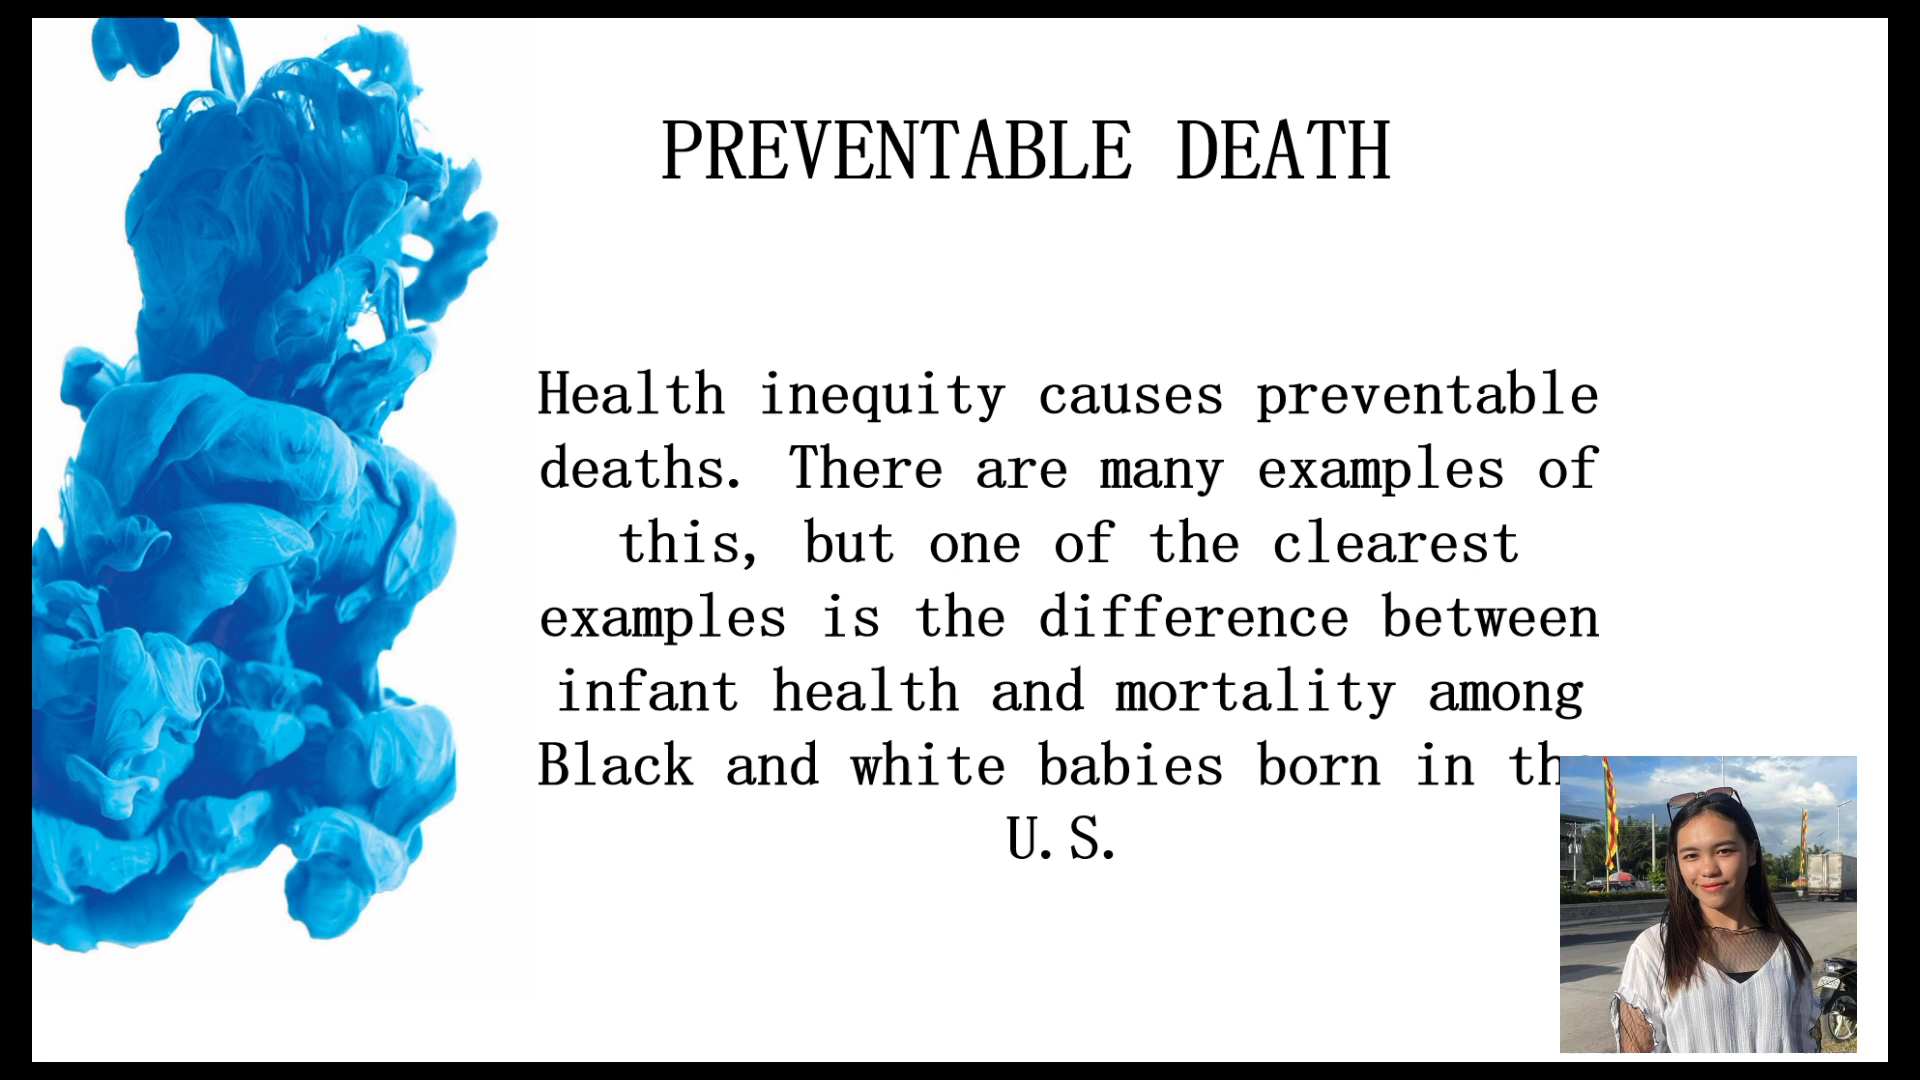 PREVENTABLE DEATH
Health inequity causes preventable
deaths. There are many examples of
this, but one of the clearest
examples is the difference between
infant health and mortality among
Black and white babies born in
U.S.